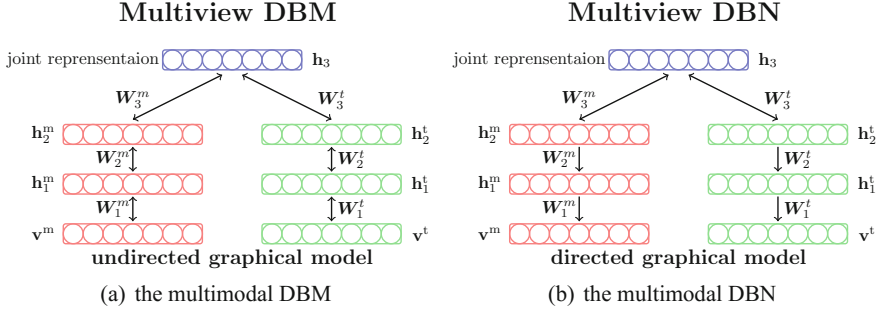 Multiview DBM
joint reprensentaion
h₃
W₃ᵐ
W₃ᵗ
h₂ᵐ
h₂ᵗ
W₂ᵐ
W₂ᵗ
h₁ᵐ
h₁ᵗ
W₁ᵐ
W₁ᵗ
vᵐ
vᵗ
undirected graphical model
(a) the multimodal DBM
Multiview DBN
joint reprensentaion
h₃
W₃ᵐ
W₃ᵗ
h₂ᵐ
h₂ᵗ
W₂ᵐ
W₂ᵗ
h₁ᵐ
h₁ᵗ
W₁ᵐ
W₁ᵗ
vᵐ
vᵗ
directed graphical model
(b) the multimodal DBN